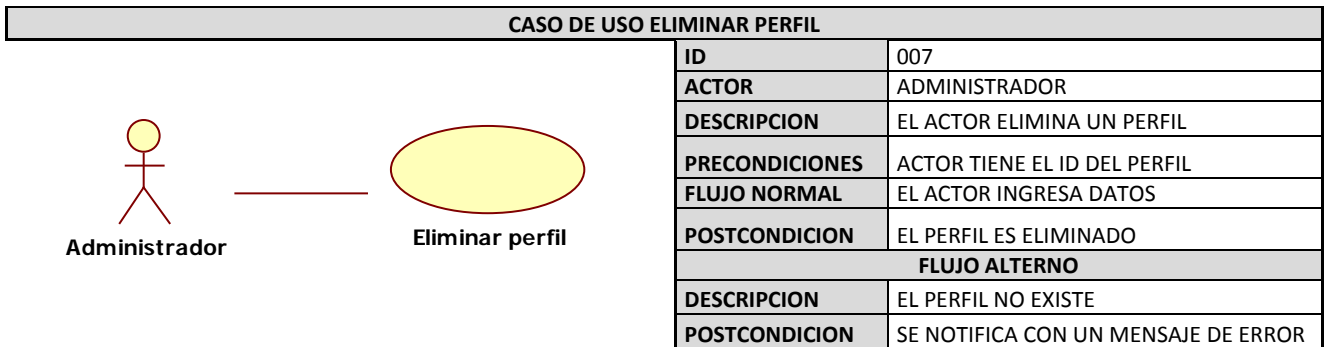 CASO DE USO ELIMINAR PERFIL
ID 007
ACTOR ADMINISTRADOR
DESCRIPCION EL ACTOR ELIMINA UN PERFIL
PRECONDICIONES ACTOR TIENE EL ID DEL PERFIL
FLUJO NORMAL EL ACTOR INGRESA DATOS
POSTCONDICION EL PERFIL ES ELIMINADO
FLUJO ALTERNO
DESCRIPCION EL PERFIL NO EXISTE
POSTCONDICION SE NOTIFICA CON UN MENSAJE DE ERROR
Administrador
Eliminar perfil